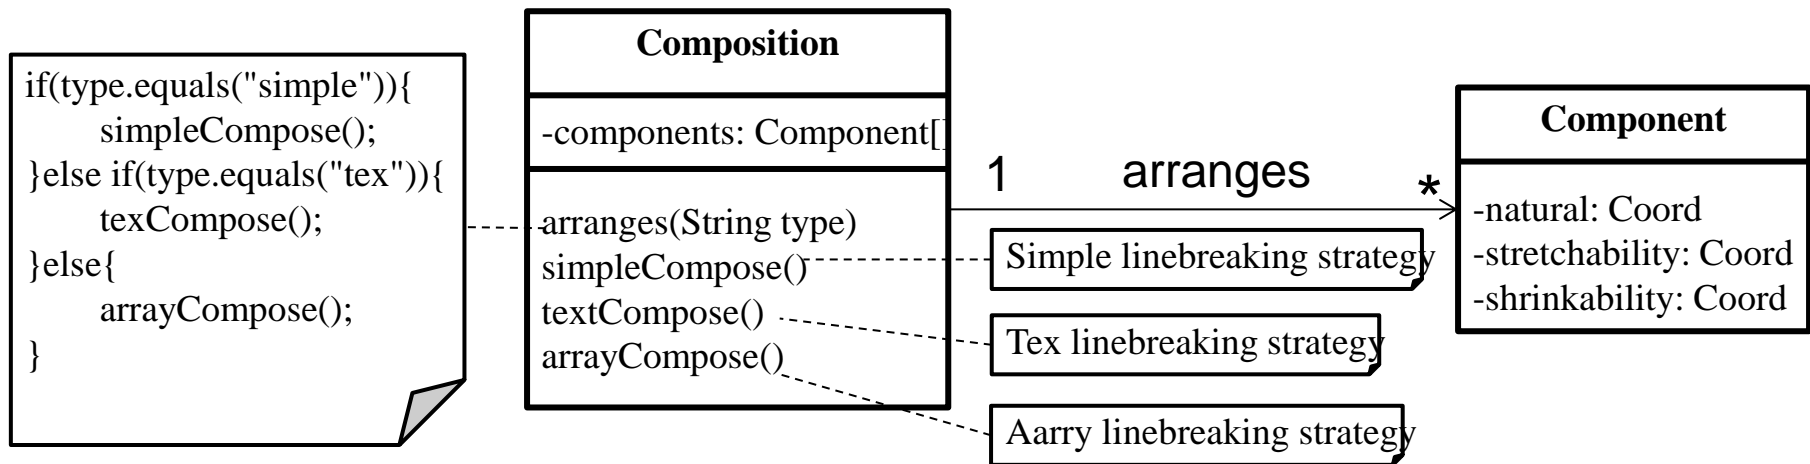 if(type.equals("simple")){
simpleCompose();
}else if(type.equals("tex")){
texCompose();
}else{
arrayCompose();
}
Composition
-components: Component[]
arranges(String type)
simpleCompose()
textCompose()
arrayCompose()
1 arranges *
Simple linebreaking strategy
Tex linebreaking strategy
Aarry linebreaking strategy
Component
-natural: Coord
-stretchability: Coord
-shrinkability: Coord